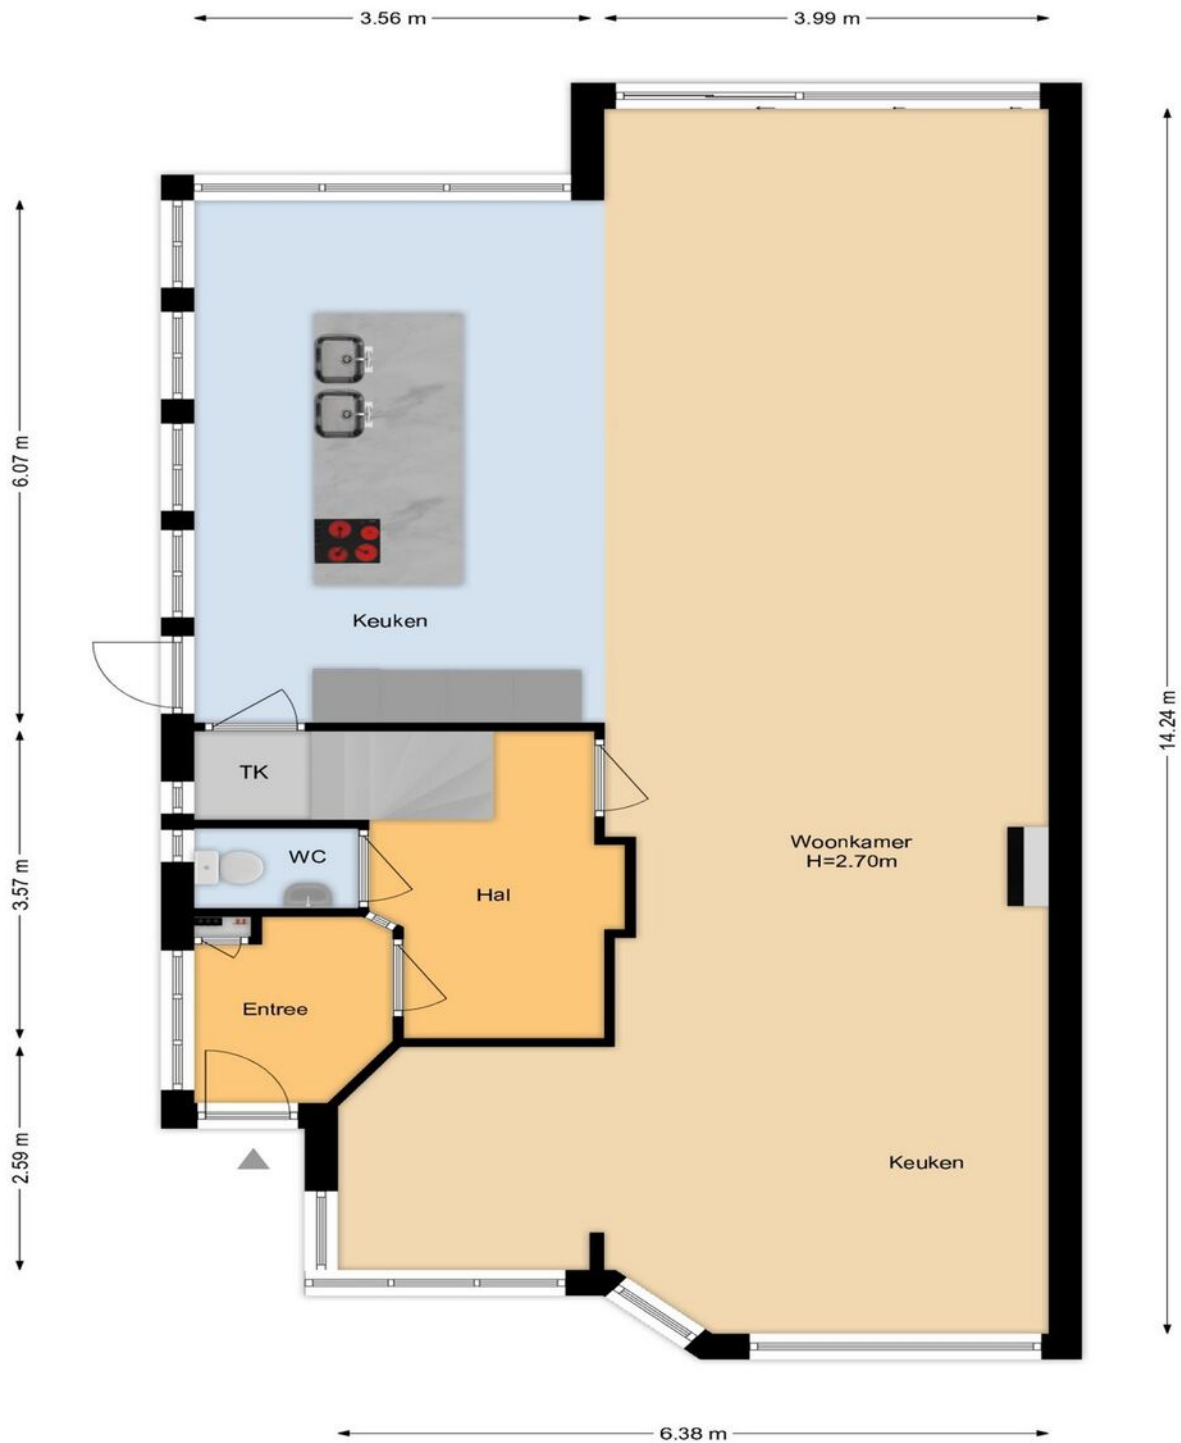 3.56 m
3.99 m
6.07 m
Keuken
14.24 m
TK
WC
Woonkamer
H=2.70m
3.57 m
Hal
Entree
2.59 m
Keuken
6.38 m